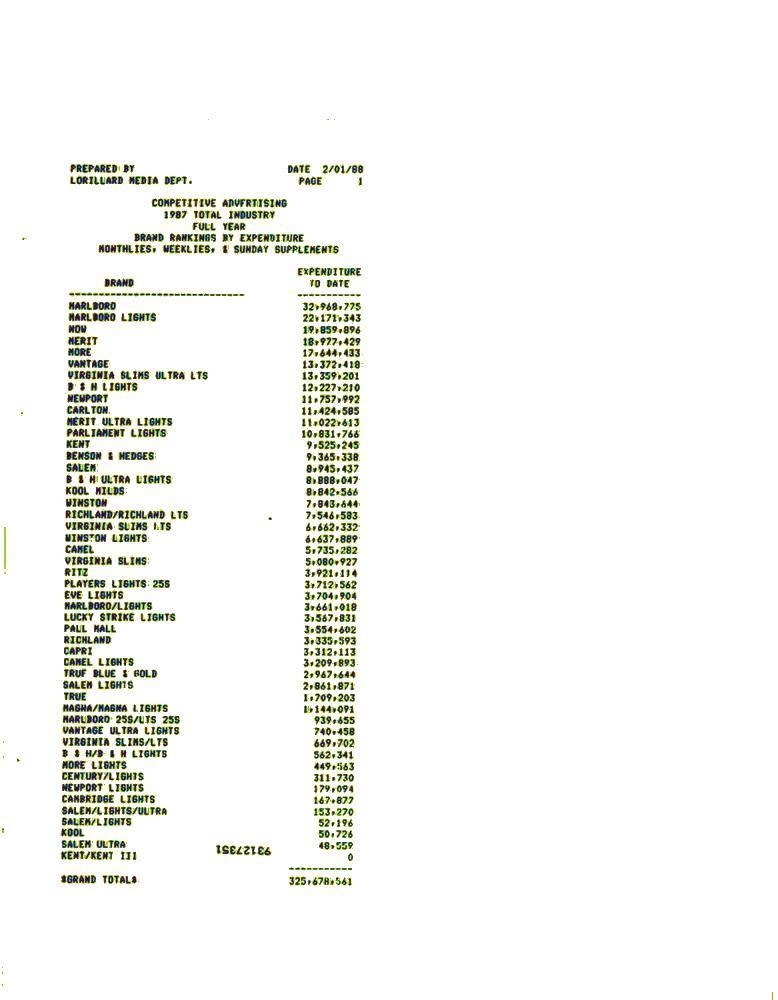 PREPARED BY DATE 2/01/88
LORILLARD MEDIA DEPT. PAGE 1
COMPETITIVE ADVERTISING
1987 TOTAL INDUSTRY
FULL YEAR
BRAND RANKINGS BY EXPENDITURE
MONTHLIES, WEEKLIES, & SUNDAY SUPPLEMENTS
EXPENDITURE
BRAND TO DATE
MARLBORO 32,968,775
MARLBORO LIGHTS 22,171,343
NOW 19,859,896
MERIT 18,977,429
MORE 17,644,433
VANTAGE 13,372,418
VIRGINIA SLIMS ULTRA LTS 13,359,201
B & H LIGHTS 12,227,210
NEWPORT 11,757,992
CARLTON 11,424,585
MERIT ULTRA LIGHTS 11,022,613
PARLIAMENT LIGHTS 10,831,766
KENT 9,525,245
BENSON & HEDGES 9,365,338
SALEM 8,945,437
B & H ULTRA LIGHTS 8,888,047
KOOL MILDS 8,842,566
WINSTON 7,843,644
RICHLAND/RICHLAND LTS 7,546,583
VIRGINIA SLIMS LTS 6,662,332
WINSTON LIGHTS 6,637,889
CAMEL 5,735,282
VIRGINIA SLIMS 5,080,927
RITZ 3,921,114
PLAYERS LIGHTS 25S 3,712,562
EVE LIGHTS 3,704,904
MARLBORO/LIGHTS 3,661,018
LUCKY STRIKE LIGHTS 3,567,831
PALL MALL 3,554,602
RICHLAND 3,335,593
CAPRI 3,312,113
CAMEL LIGHTS 3,209,893
TRUE BLUE & GOLD 2,967,644
SALEM LIGHTS 2,861,871
TRUE 1,709,203
MAGNA/MAGNA LIGHTS 1,144,091
MARLBORO 25S/LTS 25S 939,655
VANTAGE ULTRA LIGHTS 740,458
VIRGINIA SLIMS/LTS 669,702
B & H/B & H LIGHTS 562,341
MORE LIGHTS 449,563
CENTURY/LIGHTS 311,730
NEWPORT LIGHTS 179,094
CAMBRIDGE LIGHTS 167,877
SALEM/LIGHTS/ULTRA 153,270
SALEM/LIGHTS 52,196
KOOL 50,726
SALEM ULTRA 48,559
KENT/KENT III 0
93127351
*GRAND TOTAL* 325,678,561